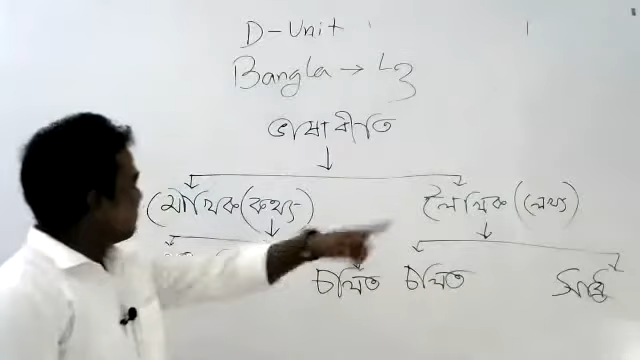 D-Unit
Bangla → L3
ভাষারীতি
মৌখিক (কথ্য) লৈখিক (লেখ্য)
চলিত চলিত সাধু